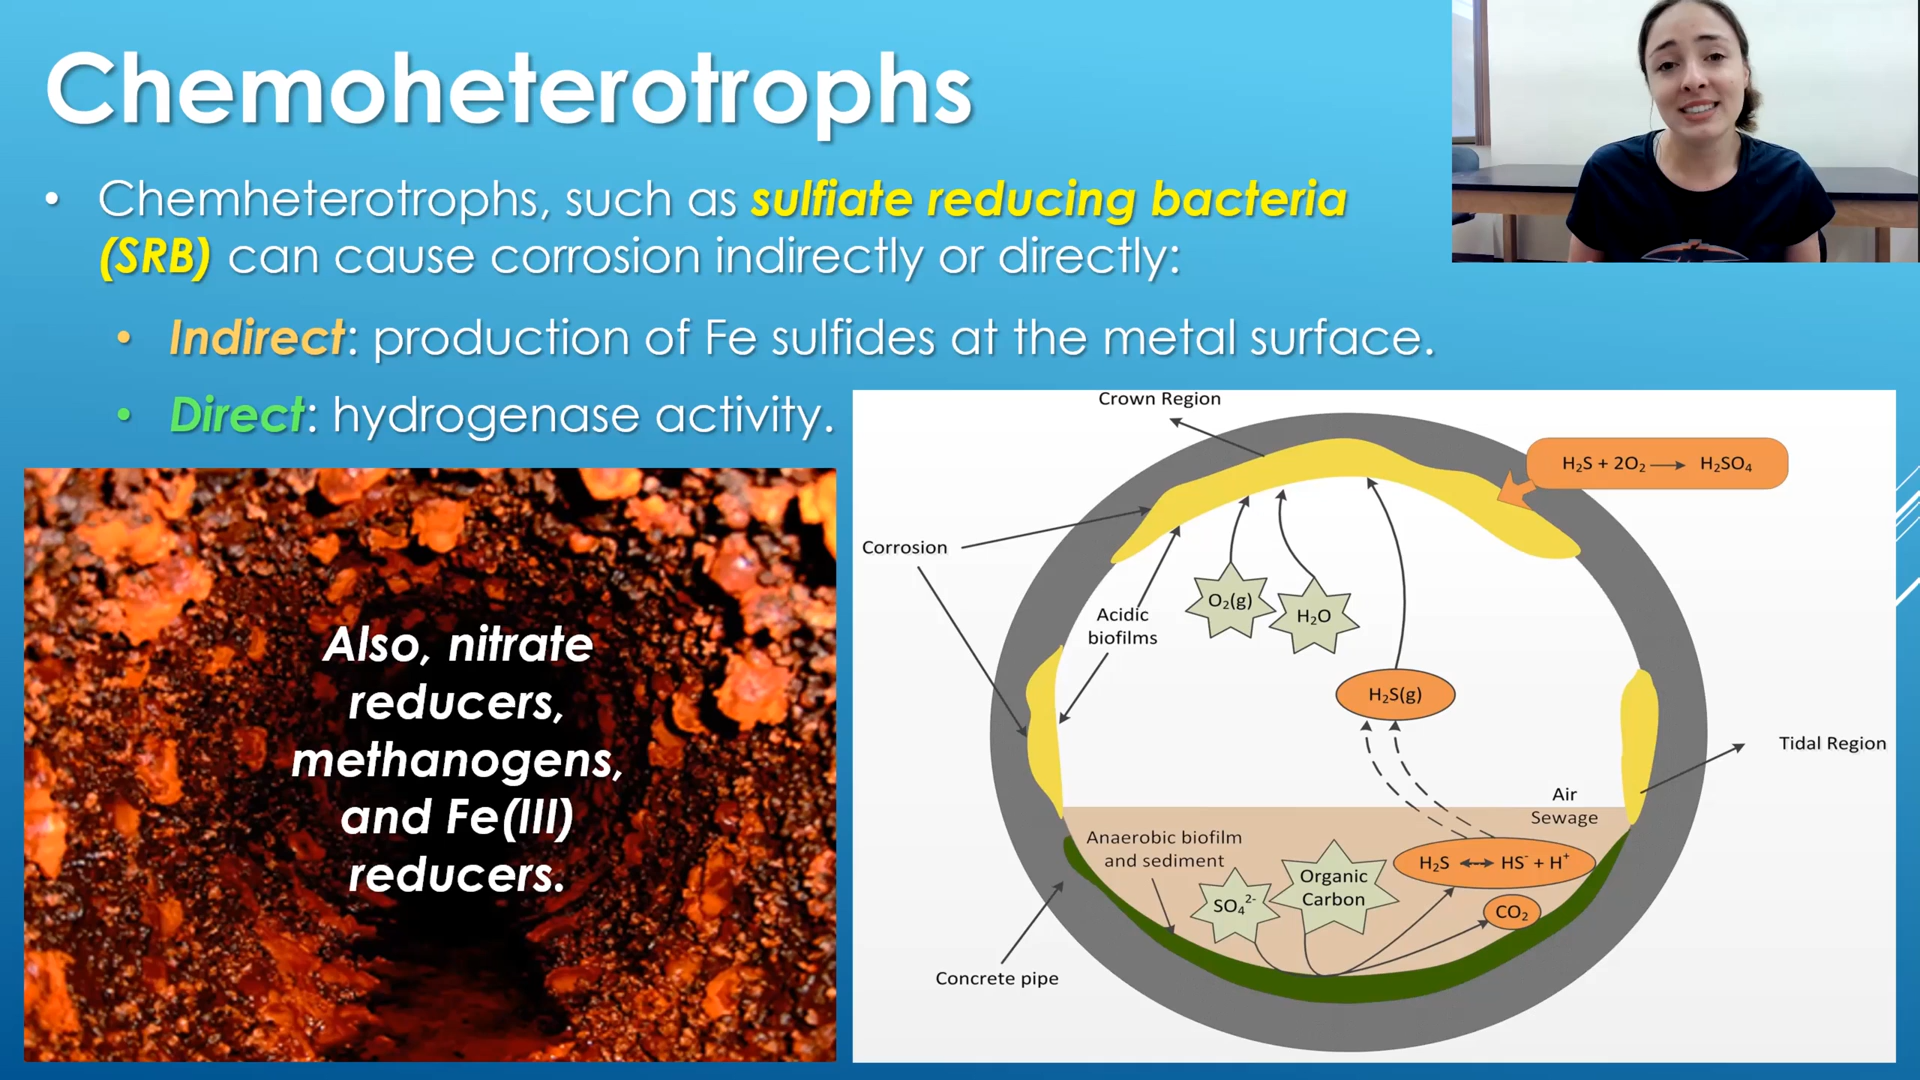 Chemoheterotrophs
• Chemheterotrophs, such as sulfiate reducing bacteria
(SRB) can cause corrosion indirectly or directly:
• Indirect: production of Fe sulfides at the metal surface.
• Direct: hydrogenase activity.
Also, nitrate
reducers,
methanogens,
and Fe(III)
reducers.
Crown Region
H₂S + 2O₂ → H₂SO₄
Corrosion
Acidic
biofilms
O₂(g)
H₂O
H₂S(g)
Tidal Region
Air
Sewage
Anaerobic biofilm
and sediment
H₂S ↔ HS⁻ + H⁺
Organic
Carbon
SO₄²⁻
CO₂
Concrete pipe